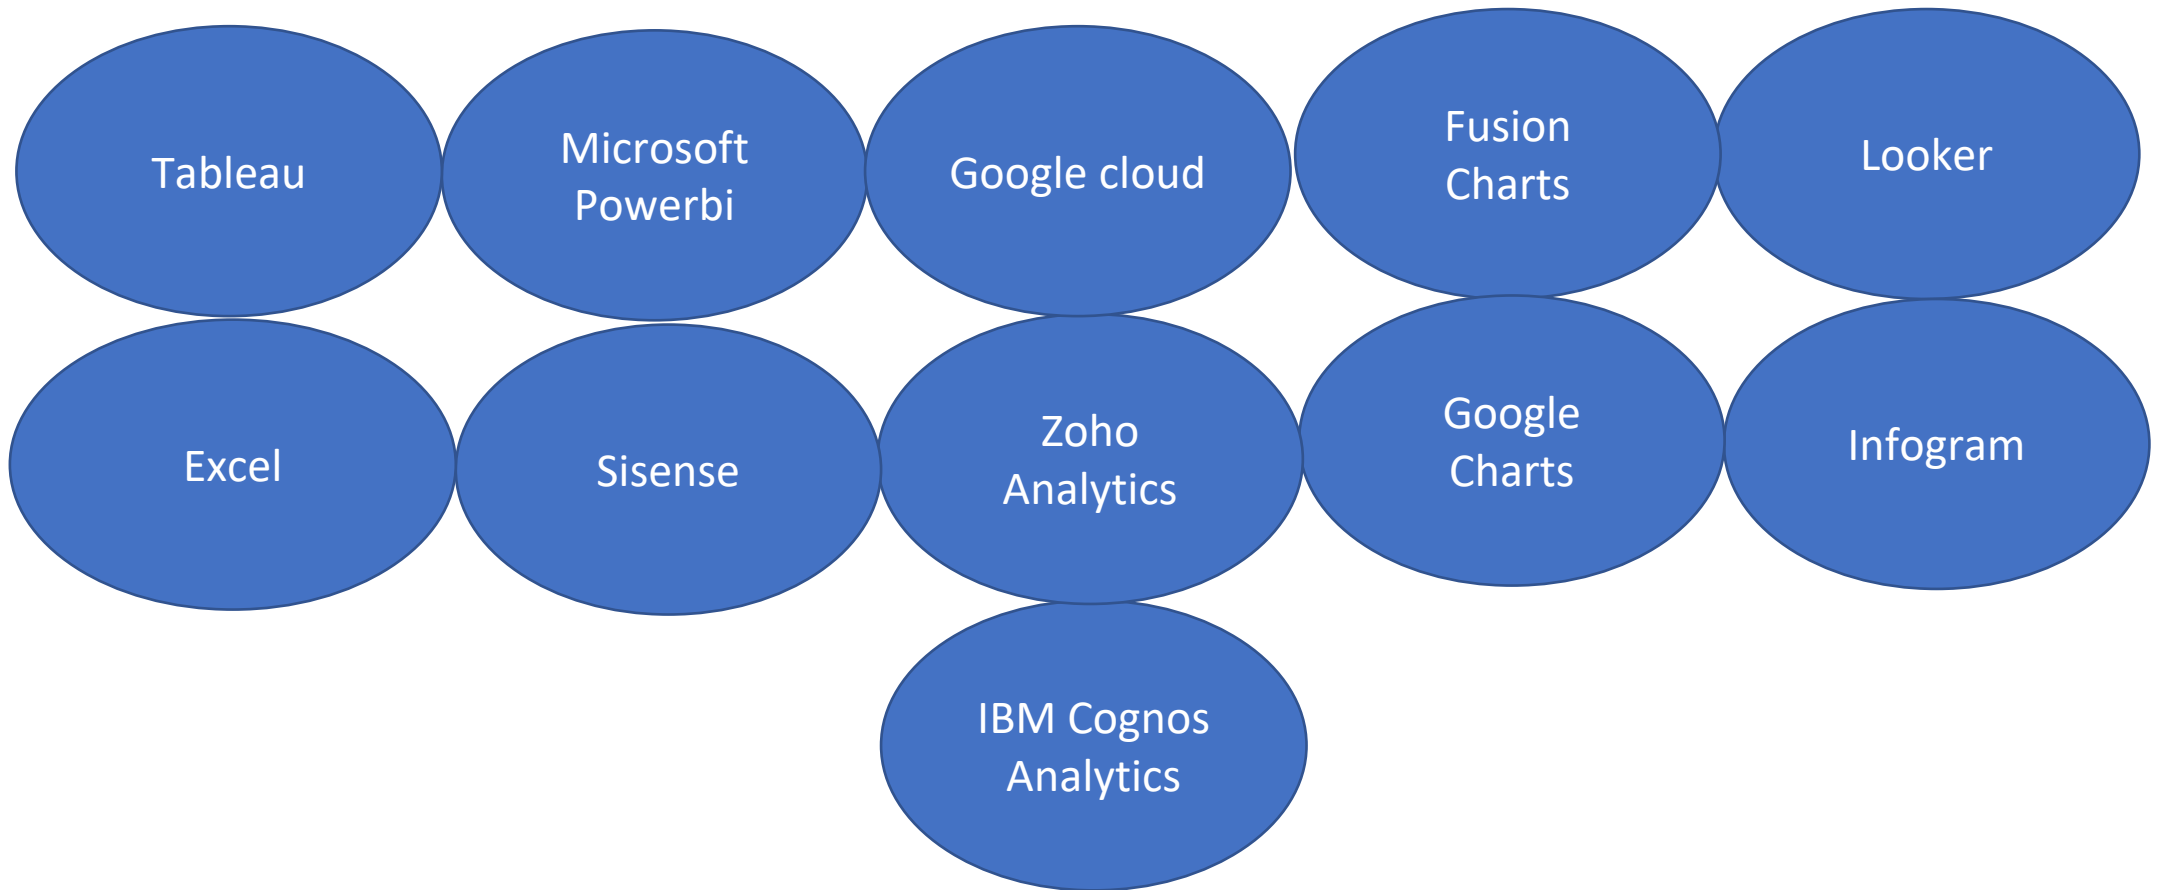 Tableau
Microsoft
Powerbi
Google cloud
Fusion
Charts
Looker
Excel
Sisense
Zoho
Analytics
Google
Charts
Infogram
IBM Cognos
Analytics